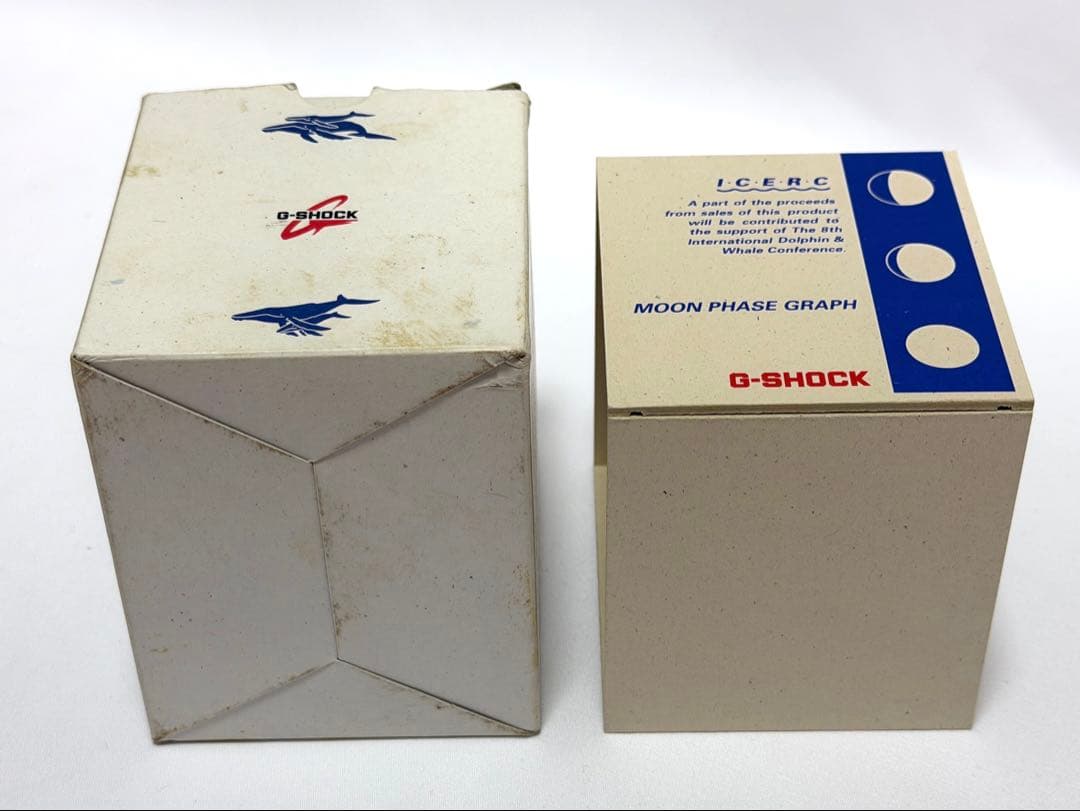 G-SHOCK
I·C·E·R·C
A part of the proceeds
from sales of this product
will be contributed to
the support of The 8th
International Dolphin &
Whale Conference.
MOON PHASE GRAPH
G-SHOCK